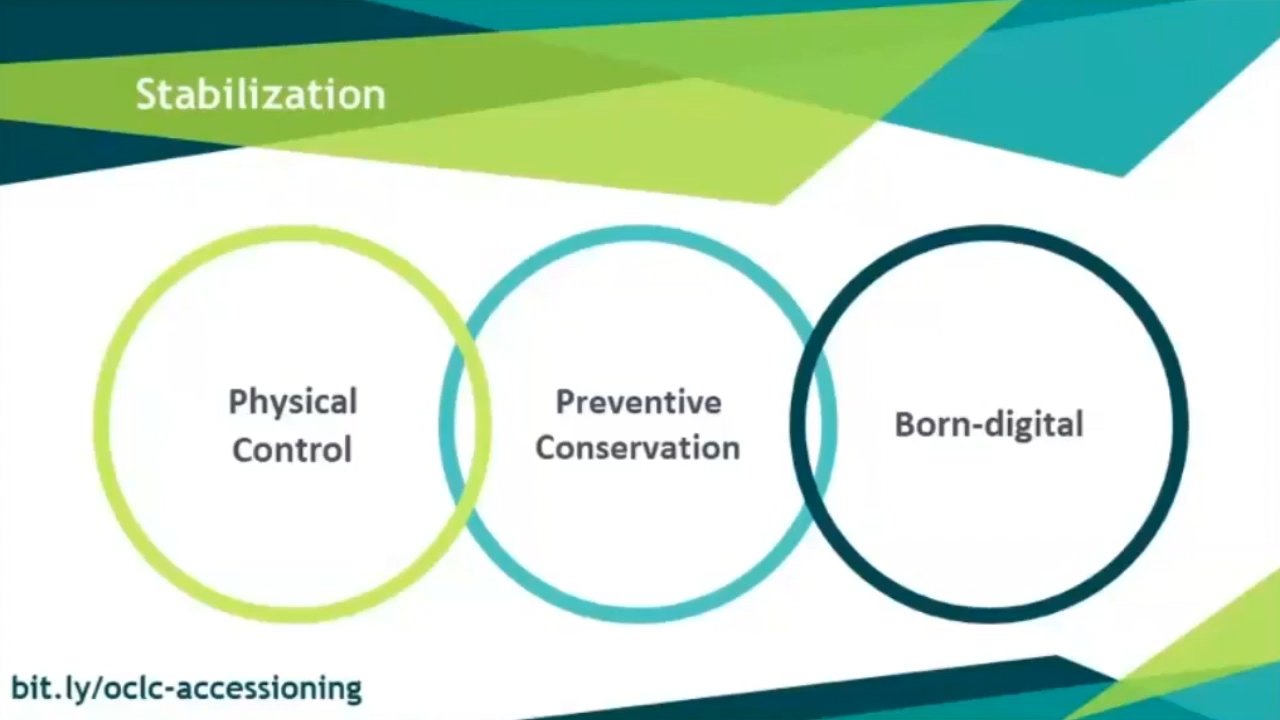 Stabilization
Physical
Control
Preventive
Conservation
Born-digital
bit.ly/oclc-accessioning